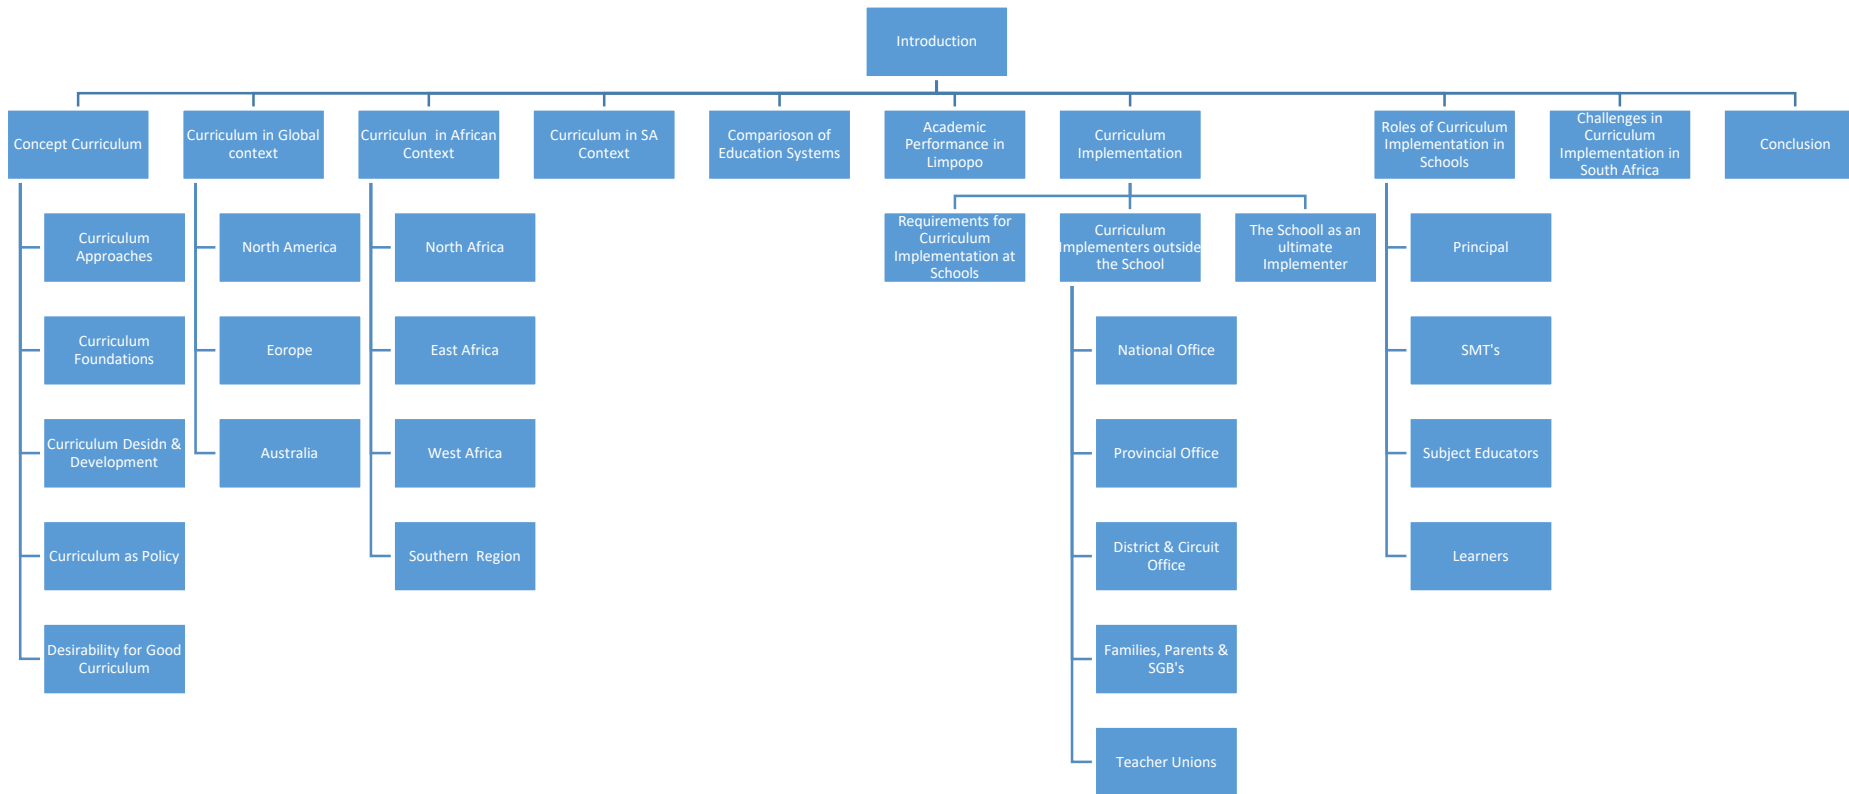 Introduction
Concept Curriculum
Curriculum in Global
context
Curriculun  in African
Context
Curriculum in SA
Context
Comparioson of
Education Systems
Academic
Performance in
Limpopo
Curriculum
Implementation
Roles of Curriculum
Implementation in
Schools
Challenges in
Curriculum
Implementation in
South Africa
Conclusion
Curriculum
Approaches
Curriculum
Foundations
Curriculum Desidn &
Development
Curriculum as Policy
Desirability for Good
Curriculum
North America
Eorope
Australia
North Africa
East Africa
West Africa
Southern  Region
Requirements for
Curriculum
Implementation at
Schools
Curriculum
Implementers outside
the School
The Schooll as an
ultimate
Implementer
National Office
Provincial Office
District & Circuit
Office
Families, Parents &
SGB's
Teacher Unions
Principal
SMT's
Subject Educators
Learners